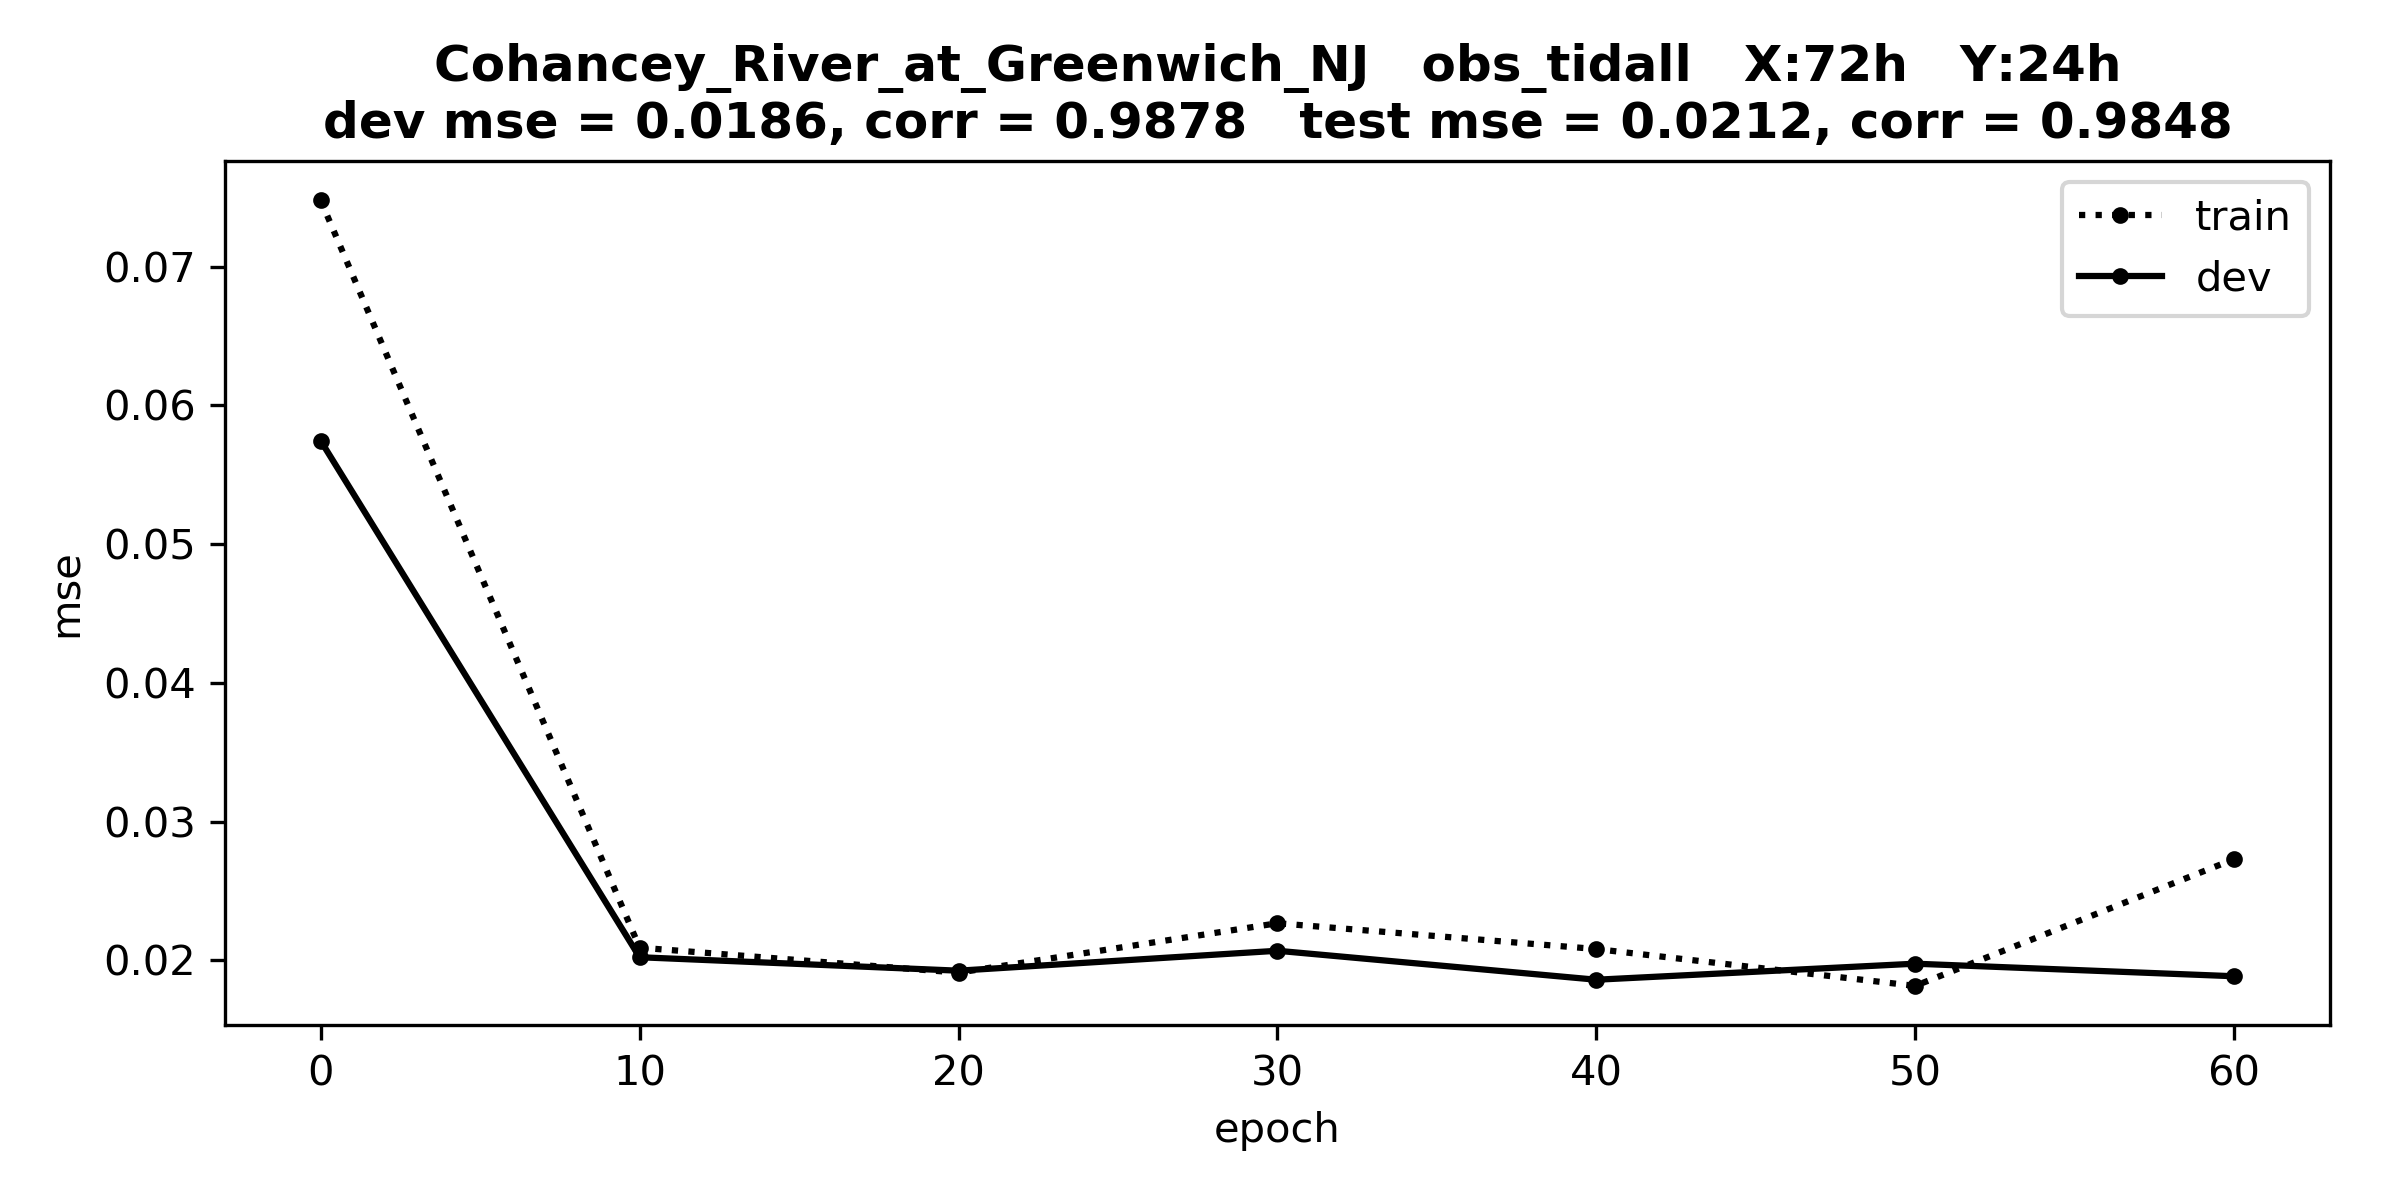 Cohancey_River_at_Greenwich_NJ   obs_tidall   X:72h   Y:24h
dev mse = 0.0186, corr = 0.9878   test mse = 0.0212, corr = 0.9848
train
dev
0.07
0.06
0.05
0.04
0.03
0.02
mse
0 10 20 30 40 50 60
epoch